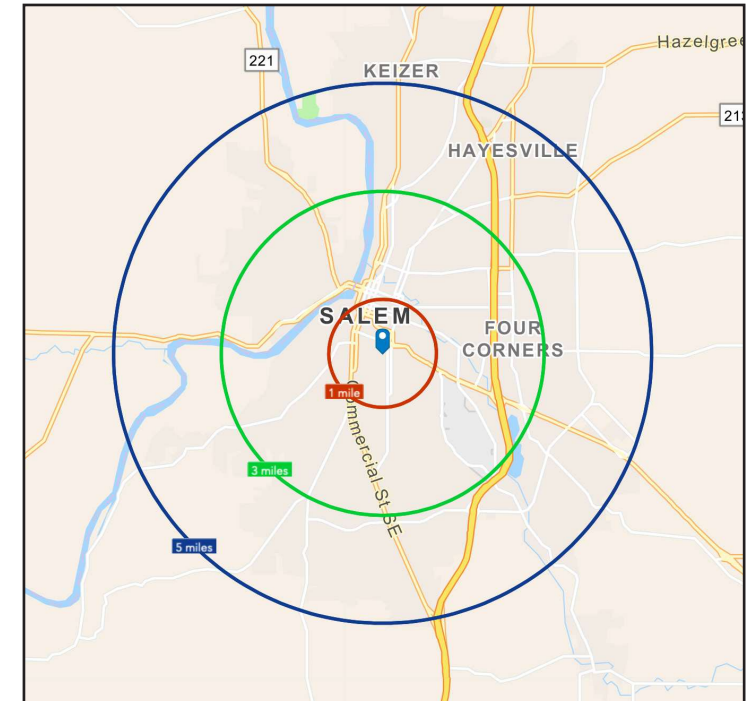 Hazelgree
221
KEIZER
213
HAYESVILLE
SALEM
FOUR
CORNERS
1 mile
Commercial St SE
3 miles
5 miles